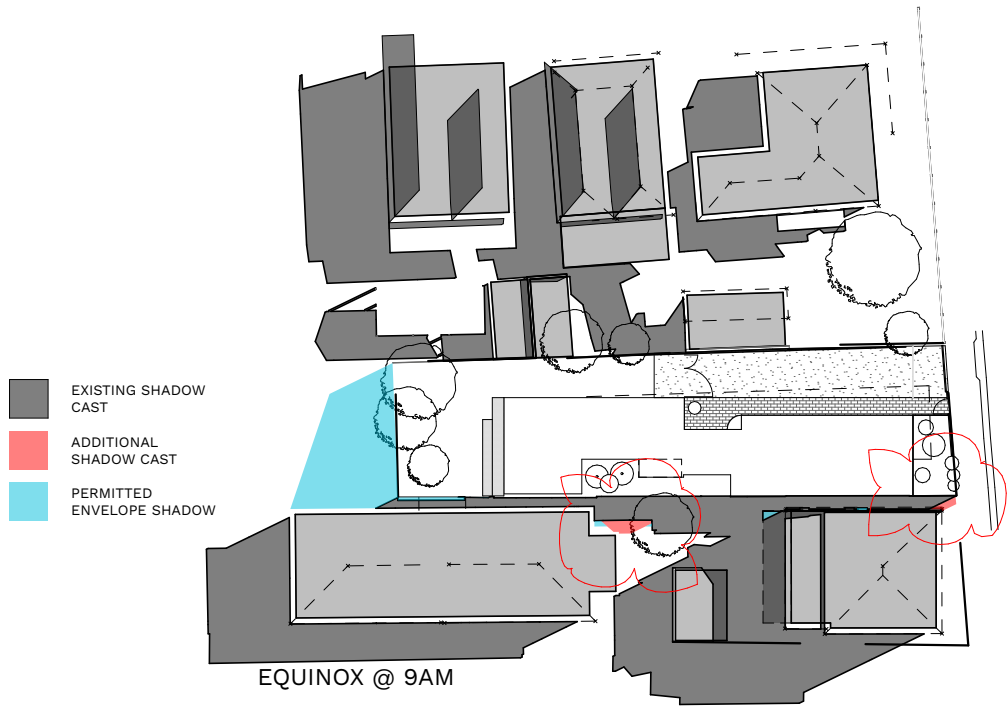 EXISTING SHADOW
CAST
ADDITIONAL
SHADOW CAST
PERMITTED
ENVELOPE SHADOW
EQUINOX @ 9AM